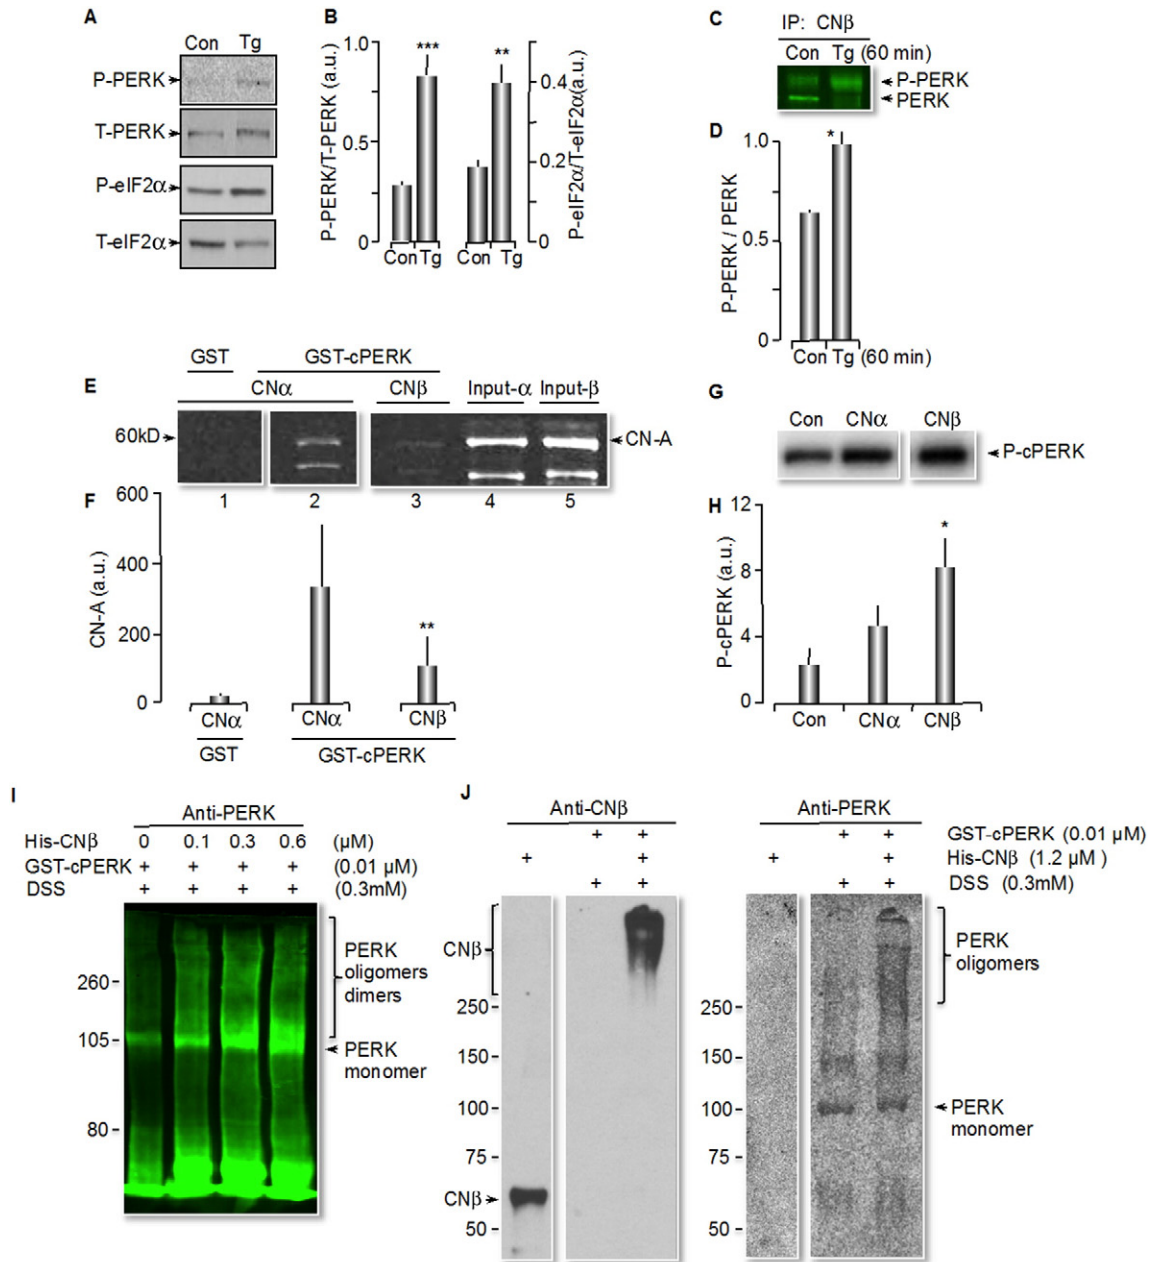 A
Con Tg
P-PERK
T-PERK
P-eIF2α
T-eIF2α
B
P-PERK/T-PERK (a.u.)
1.0
0.5
0
***
**
0.4
0.2
0
P-eIF2α/T-eIF2α(a.u.)
Con Tg Con Tg
C
IP: CNβ
Con Tg (60 min)
P-PERK
PERK
D
P-PERK / PERK
1.0
0.5
0
*
Con Tg (60 min)
E
GST GST-cPERK
CNα CNβ Input-α Input-β
60kD
CN-A
1 2 3 4 5
F
CN-A (a.u.)
600
400
200
0
**
CNα CNα CNβ
GST GST-cPERK
G
Con CNα CNβ
P-cPERK
H
P-cPERK (a.u.)
12
8
4
0
*
Con CNα CNβ
I
Anti-PERK
His-CNβ 0 0.1 0.3 0.6 (μM)
GST-cPERK + + + + (0.01 μM)
DSS + + + + (0.3mM)
260
105
80
PERK
oligomers
dimers
PERK
monomer
J
Anti-CNβ Anti-PERK
+ + + + GST-cPERK (0.01 μM)
+ + + + His-CNβ (1.2 μM )
+ + + + DSS (0.3mM)
CNβ
250
150
100
75
CNβ
50
250
150
100
75
50
PERK
oligomers
PERK
monomer